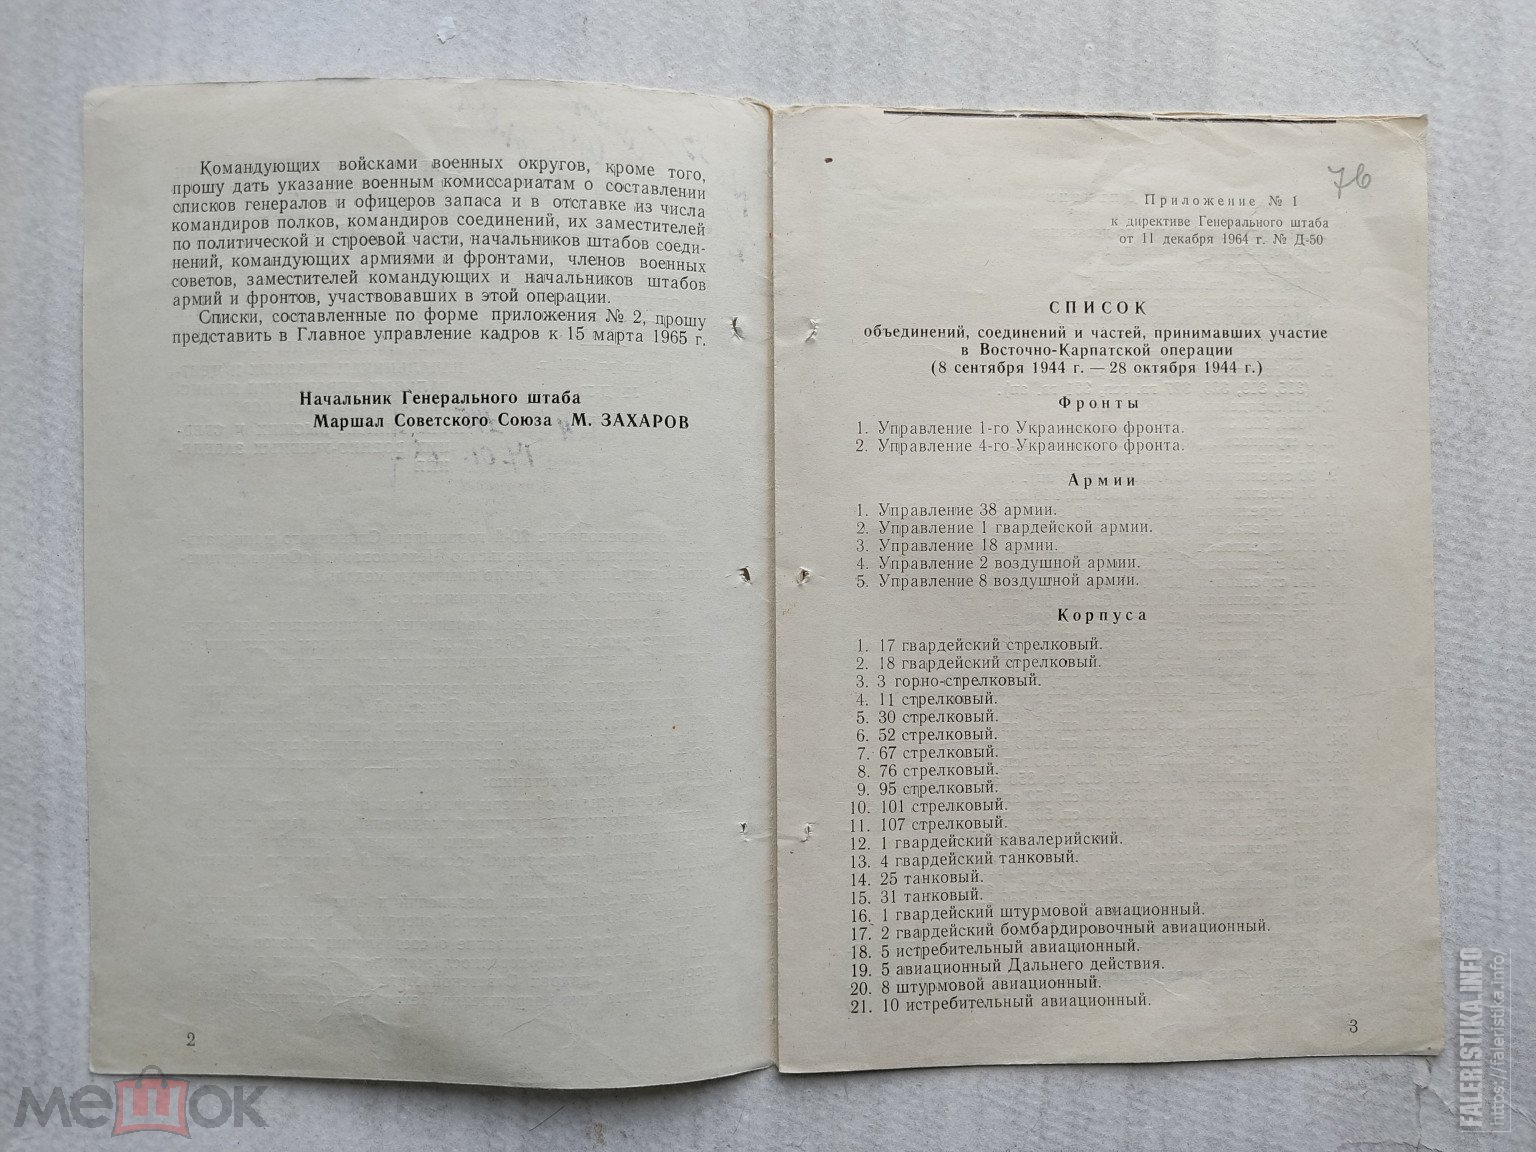 Командующих войсками военных округов, кроме того,
прошу дать указание военным комиссариатам о составлении
списков генералов и офицеров запаса и в отставке из числа
командиров полков, командиров соединений, их заместителей
по политической и строевой части, начальников штабов соеди-
нений, командующих армиями и фронтами, членов военных
советов, заместителей командующих и начальников штабов
армий и фронтов, участвовавших в этой операции.
Списки, составленные по форме приложения № 2, прошу
представить в Главное управление кадров к 15 марта 1965 г.
Начальник Генерального штаба
Маршал Советского Союза М. ЗАХАРОВ
2
76
Приложение № 1
к директиве Генерального штаба
от 11 декабря 1964 г. № Д-50
СПИСОК
объединений, соединений и частей, принимавших участие
в Восточно-Карпатской операции
(8 сентября 1944 г. — 28 октября 1944 г.)
Фронты
1. Управление 1-го Украинского фронта.
2. Управление 4-го Украинского фронта.
Армии
1. Управление 38 армии.
2. Управление 1 гвардейской армии.
3. Управление 18 армии.
4. Управление 2 воздушной армии.
5. Управление 8 воздушной армии.
Корпуса
1. 17 гвардейский стрелковый.
2. 18 гвардейский стрелковый.
3. 3 горно-стрелковый.
4. 11 стрелковый.
5. 30 стрелковый.
6. 52 стрелковый.
7. 67 стрелковый.
8. 76 стрелковый.
9. 95 стрелковый.
10. 101 стрелковый.
11. 107 стрелковый.
12. 1 гвардейский кавалерийский.
13. 4 гвардейский танковый.
14. 25 танковый.
15. 31 танковый.
16. 1 гвардейский штурмовой авиационный.
17. 2 гвардейский бомбардировочный авиационный.
18. 5 истребительный авиационный.
19. 5 авиационный Дальнего действия.
20. 8 штурмовой авиационный.
21. 10 истребительный авиационный.
3
мешок
FALERISTIKA.INFO
https://faleristika.info/